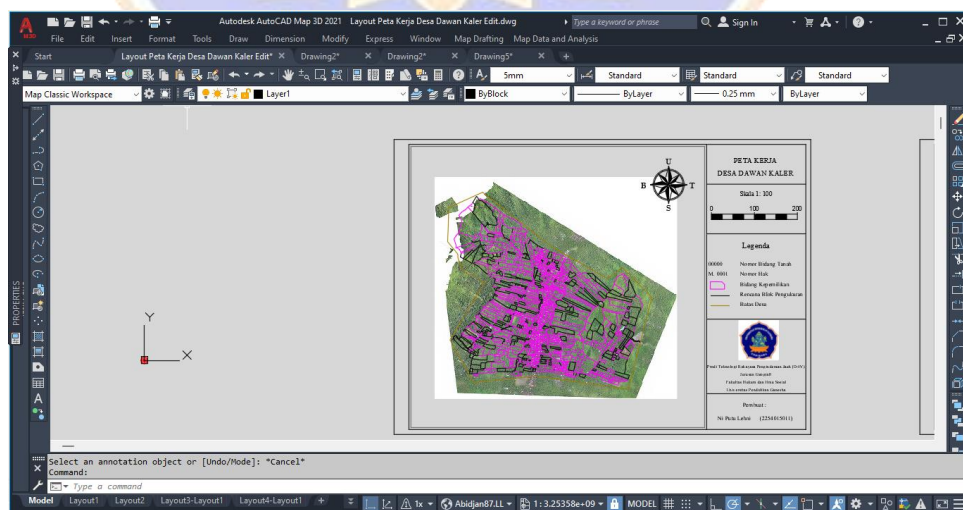 Autodesk AutoCAD Map 3D 2021 Layout Peta Kerja Desa Dawan Kaler Edit.dwg
Type a keyword or phrase
Sign In
File Edit Insert Format Tools Draw Dimension Modify Express Window Map Drafting Map Data and Analysis
Start Layout Peta Kerja Desa Dawan Kaler Edit* Drawing2* Drawing2* Drawing5*
5mm Standard Standard Standard
Map Classic Workspace Layer1 ByBlock ByLayer 0.25 mm ByLayer
PROPERTIES
Y
X
U
B T
S
PETA KERJA
DESA DAWAN KALER
Skala 1: 100
0 100 200
Legenda
00000 Nomor Bidang Tanah
M. 0001 Nomor Hak
Bidang Kepemilikan
Rencana Blok Pengukuran
Batas Desa
Pembuat :
Select an annotation object or [Undo/Mode]: *Cancel*
Command:
Type a command
Model Layout1 Layout2 Layout3-Layout1 Layout4-Layout1 +
1x Abidjan87.LL 1:3.25358e+09 MODEL